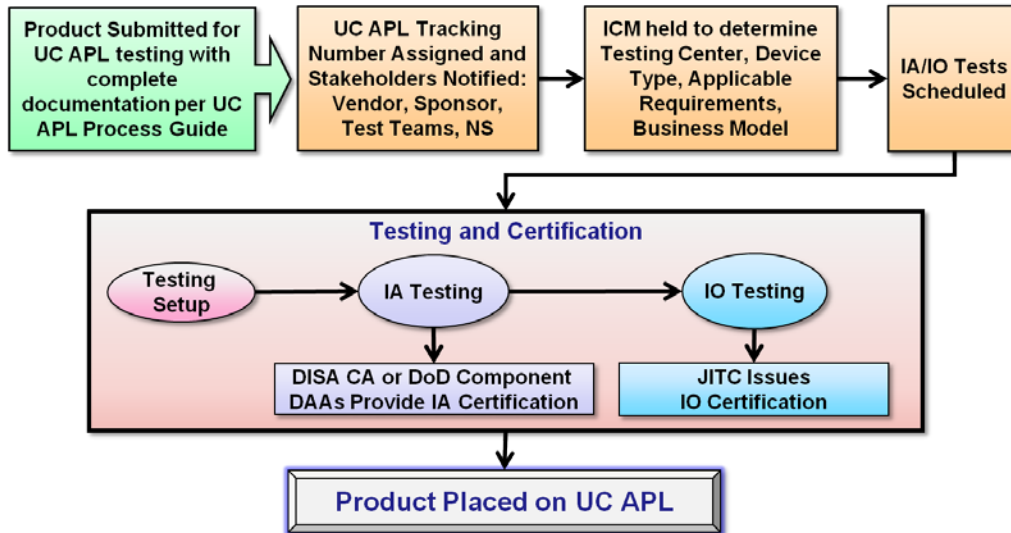 Product Submitted for
UC APL testing with
complete
documentation per UC
APL Process Guide
UC APL Tracking
Number Assigned and
Stakeholders Notified:
Vendor, Sponsor,
Test Teams, NS
ICM held to determine
Testing Center, Device
Type, Applicable
Requirements,
Business Model
IA/IO Tests
Scheduled
Testing and Certification
Testing
Setup
IA Testing
IO Testing
DISA CA or DoD Component
DAAs Provide IA Certification
JITC Issues
IO Certification
Product Placed on UC APL